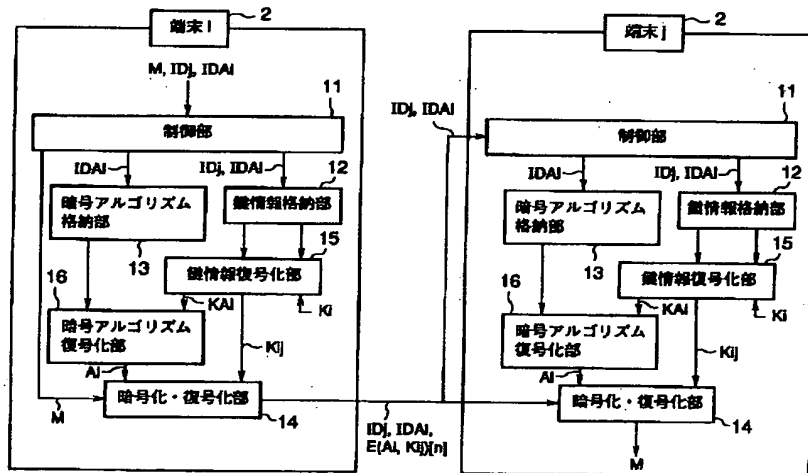 端末i
2
M, IDj, IDAi
11
制御部
IDAi
IDj, IDAi
12
暗号アルゴリズム
格納部
鍵情報格納部
13
15
鍵情報復号化部
16
KAi
Ki
暗号アルゴリズム
復号化部
Kij
Ai
暗号化・復号化部
M
14
IDj, IDAi,
E(Ai, Kij)[n]
端末j
2
IDj, IDAi
11
制御部
IDAi
IDj, IDAi
12
暗号アルゴリズム
格納部
鍵情報格納部
13
15
鍵情報復号化部
16
KAi
Ki
暗号アルゴリズム
復号化部
Kij
Ai
暗号化・復号化部
14
M